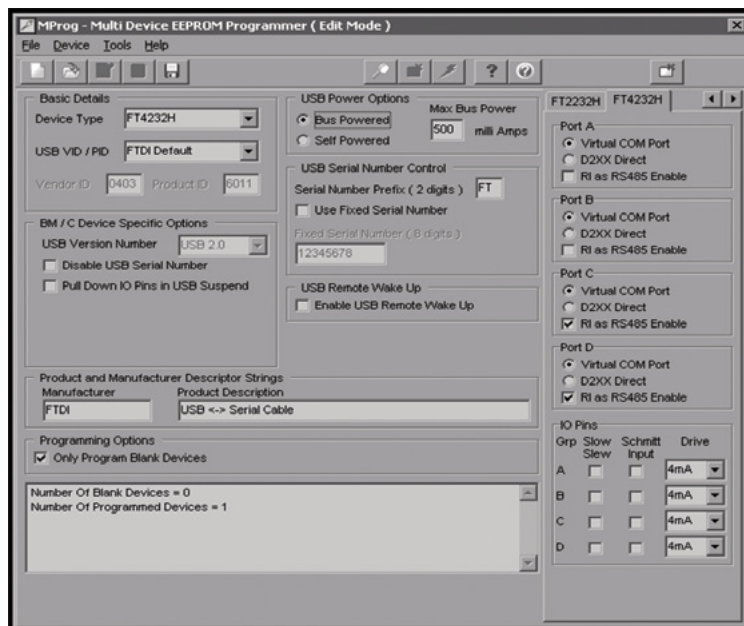 MProg - Multi Device EEPROM Programmer ( Edit Mode )
File Device Tools Help
Basic Details
Device Type FT4232H
USB VID / PID FTDI Default
Vendor ID 0403 Product ID 6011
BM / C Device Specific Options
USB Version Number USB 2.0
Disable USB Serial Number
Pull Down IO Pins in USB Suspend
USB Power Options
Bus Powered
Self Powered
Max Bus Power
500 milli Amps
USB Serial Number Control
Serial Number Prefix ( 2 digits ) FT
Use Fixed Serial Number
Fixed Serial Number ( 8 digits )
12345678
USB Remote Wake Up
Enable USB Remote Wake Up
Product and Manufacturer Descriptor Strings
Manufacturer Product Description
FTDI USB <-> Serial Cable
Programming Options
Only Program Blank Devices
Number Of Blank Devices = 0
Number Of Programmed Devices = 1
FT2232H FT4232H
Port A
Virtual COM Port
D2XX Direct
RI as RS485 Enable
Port B
Virtual COM Port
D2XX Direct
RI as RS485 Enable
Port C
Virtual COM Port
D2XX Direct
RI as RS485 Enable
Port D
Virtual COM Port
D2XX Direct
RI as RS485 Enable
IO Pins
Grp Slow Slew Schmitt Input Drive
A 4mA
B 4mA
C 4mA
D 4mA